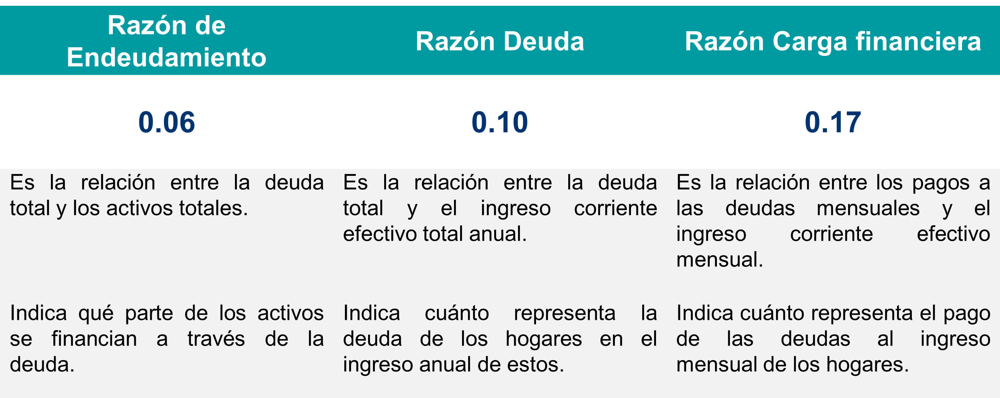 Razón de
Endeudamiento
Razón Deuda
Razón Carga financiera
0.06
0.10
0.17
Es la relación entre la deuda
total y los activos totales.
Es la relación entre la deuda
total y el ingreso corriente
efectivo total anual.
Es la relación entre los pagos a
las deudas mensuales y el
ingreso corriente efectivo
mensual.
Indica qué parte de los activos
se financian a través de la
deuda.
Indica cuánto representa la
deuda de los hogares en el
ingreso anual de estos.
Indica cuánto representa el pago
de las deudas al ingreso
mensual de los hogares.